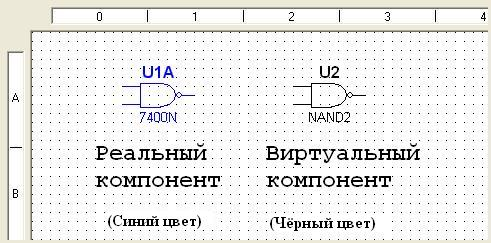 0 1 2 3 4
A
B
U1A U2
7400N NAND2
Реальный Виртуальный
компонент компонент
(Синий цвет) (Чёрный цвет)